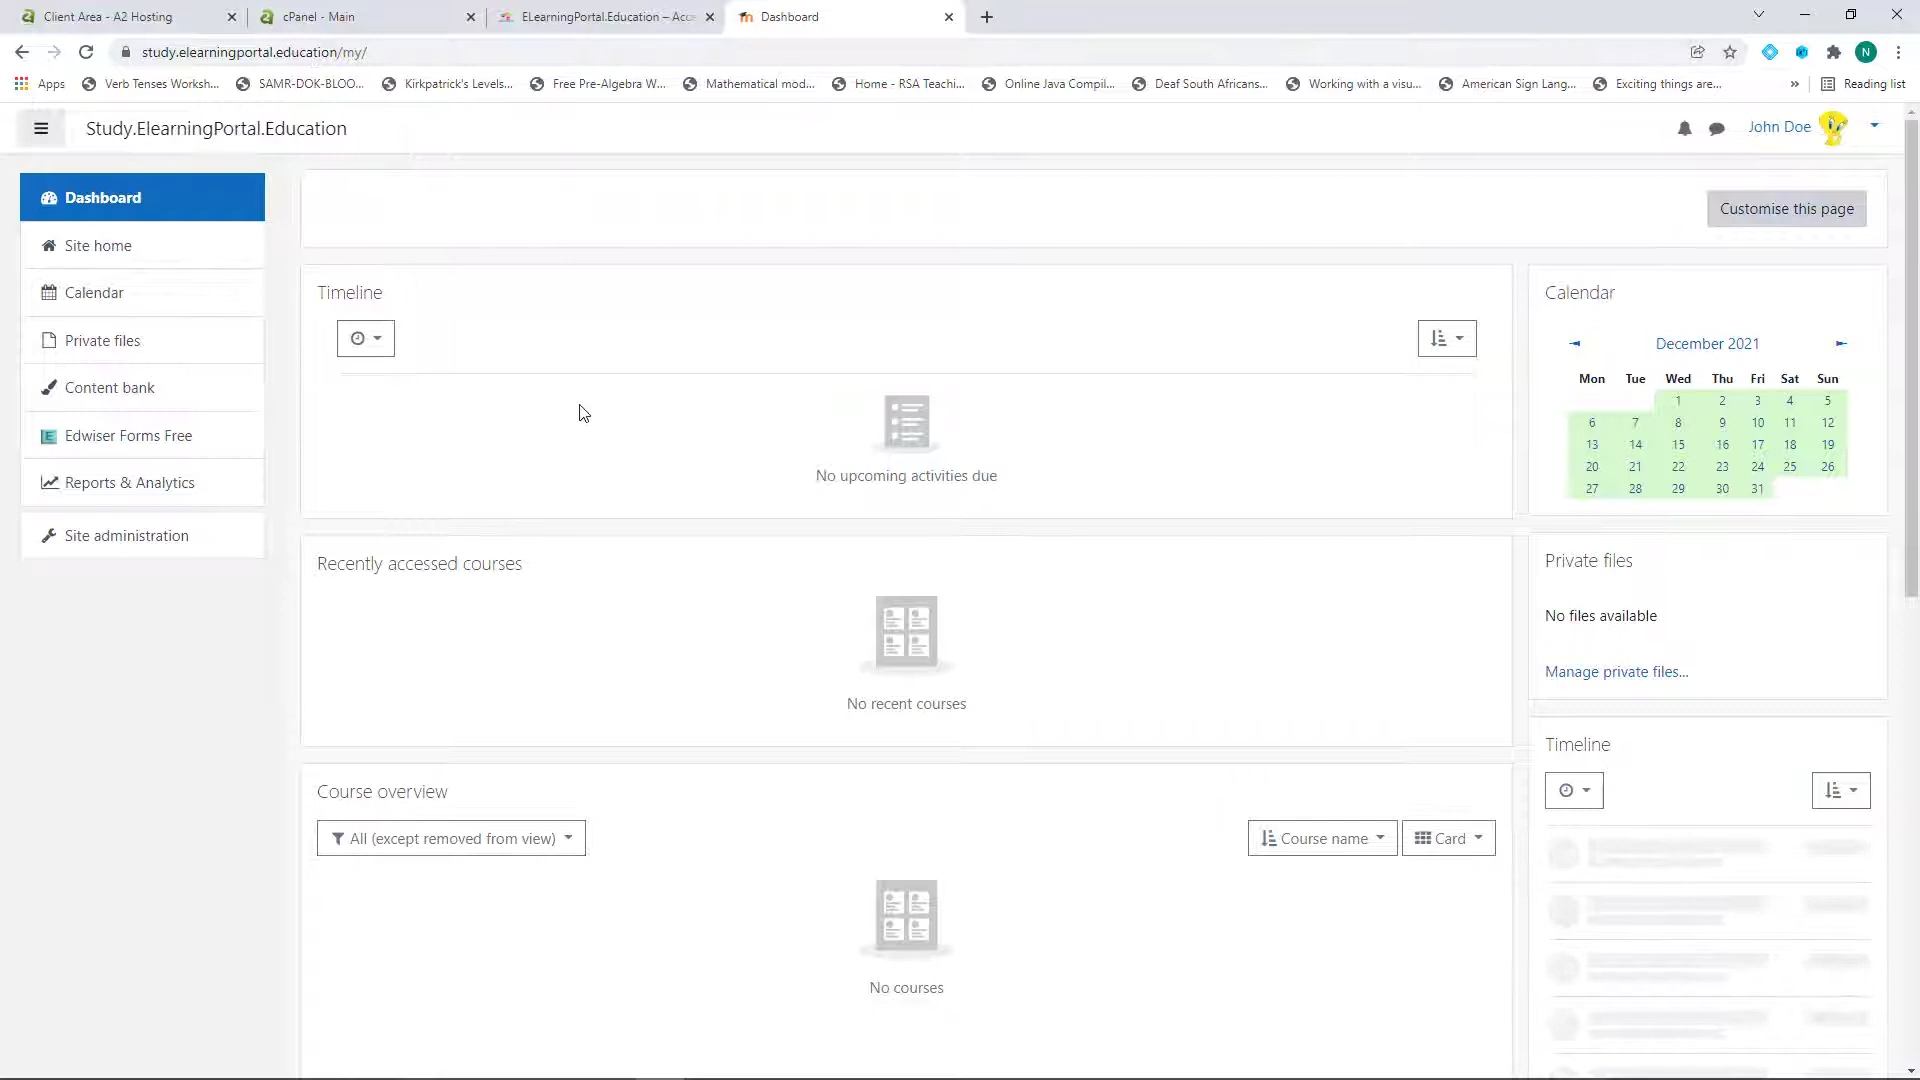 Client Area - A2 Hosting
cPanel - Main
ELearningPortal.Education – Acc
Dashboard
study.elearningportal.education/my/
N
Apps
Verb Tenses Worksh...
SAMR-DOK-BLOO...
Kirkpatrick's Levels...
Free Pre-Algebra W...
Mathematical mod...
Home - RSA Teachi...
Online Java Compil...
Deaf South Africans...
Working with a visu...
American Sign Lang...
Exciting things are...
»
Reading list
Study.ElearningPortal.Education
John Doe
Dashboard
Site home
Calendar
Private files
Content bank
E Edwiser Forms Free
Reports & Analytics
Site administration
Customise this page
Timeline
No upcoming activities due
Recently accessed courses
No recent courses
Course overview
All (except removed from view)
Course name
Card
No courses
Calendar
December 2021
Mon Tue Wed Thu Fri Sat Sun
1 2 3 4 5
6 7 8 9 10 11 12
13 14 15 16 17 18 19
20 21 22 23 24 25 26
27 28 29 30 31
Private files
No files available
Manage private files...
Timeline